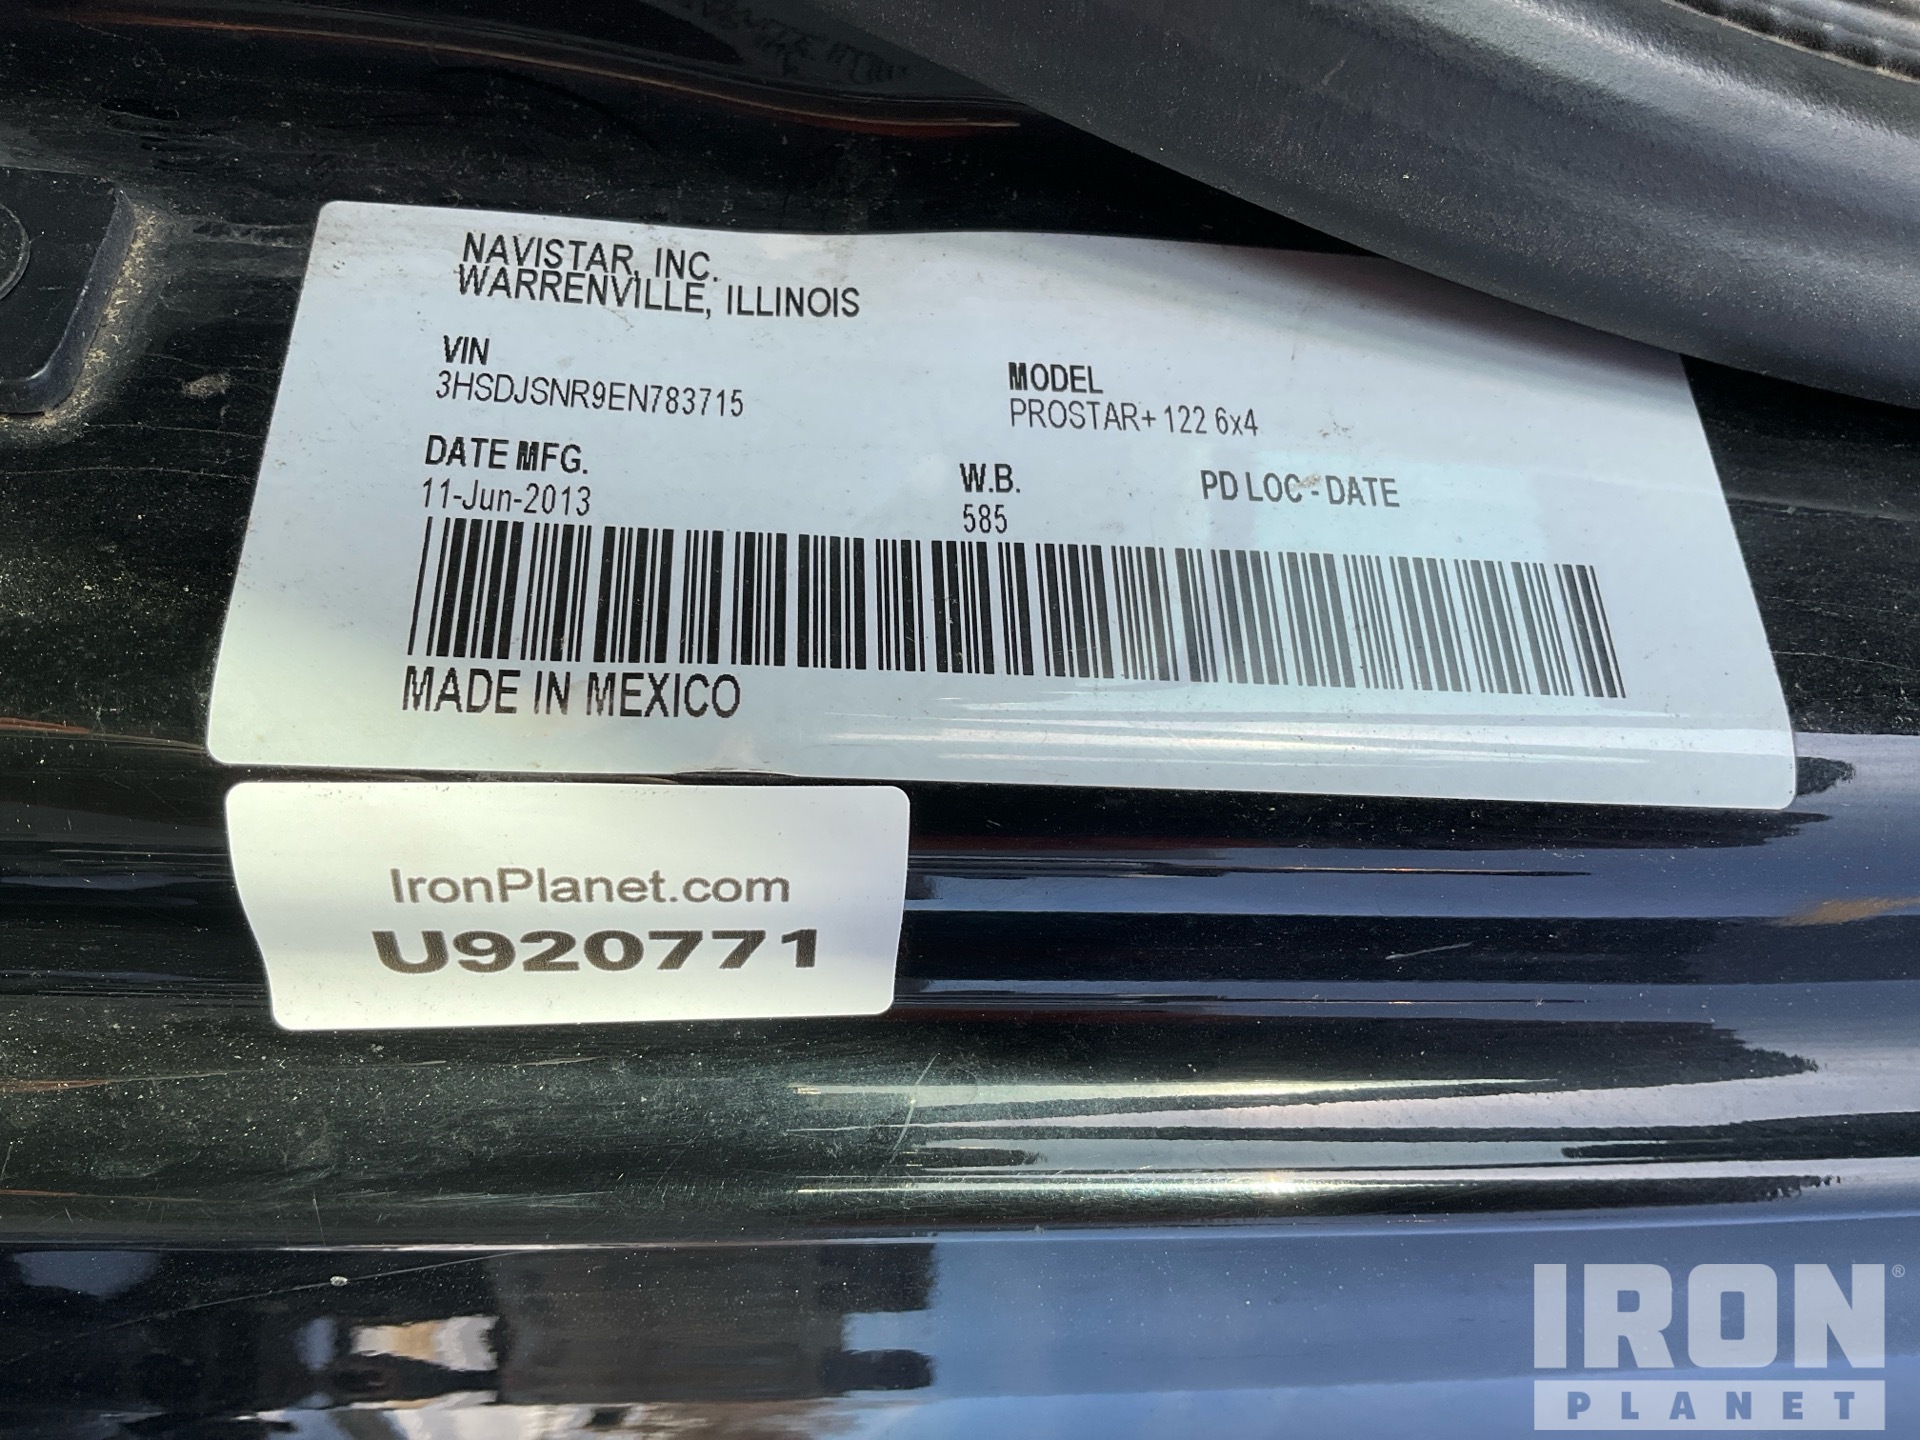 NAVISTAR, INC.
WARRENVILLE, ILLINOIS
VIN
3HSDJSNR9EN783715
MODEL
PROSTAR+ 122 6x4
DATE MFG.
11-Jun-2013
W.B.
585
PD LOC - DATE
MADE IN MEXICO
IronPlanet.com
U920771
IRON®
PLANET